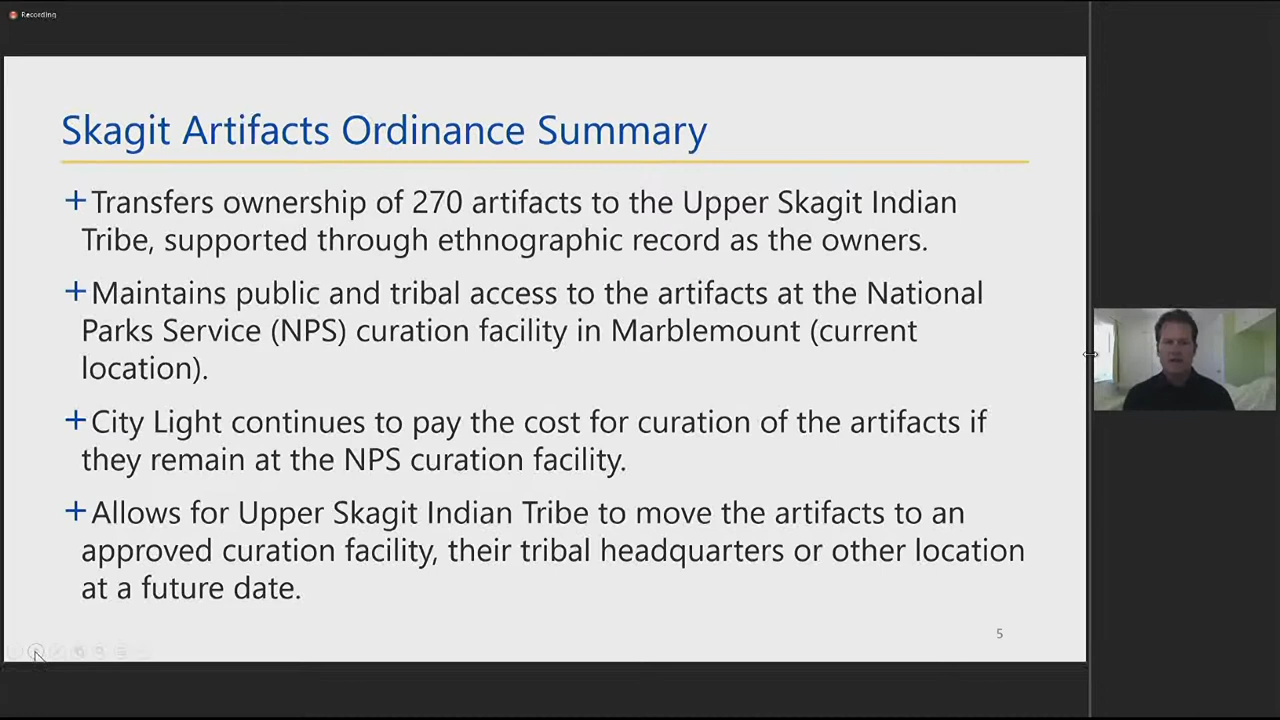 Recording
Skagit Artifacts Ordinance Summary
+Transfers ownership of 270 artifacts to the Upper Skagit Indian
Tribe, supported through ethnographic record as the owners.
+Maintains public and tribal access to the artifacts at the National
Parks Service (NPS) curation facility in Marblemount (current
location).
+City Light continues to pay the cost for curation of the artifacts if
they remain at the NPS curation facility.
+Allows for Upper Skagit Indian Tribe to move the artifacts to an
approved curation facility, their tribal headquarters or other location
at a future date.
5